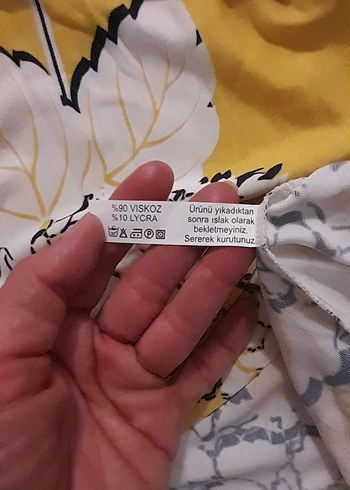 %90 VISKOZ
%10 LYCRA
Ürünü yıkadıktan
sonra ıslak olarak
bekletmeyiniz.
Sererek kurutunuz.